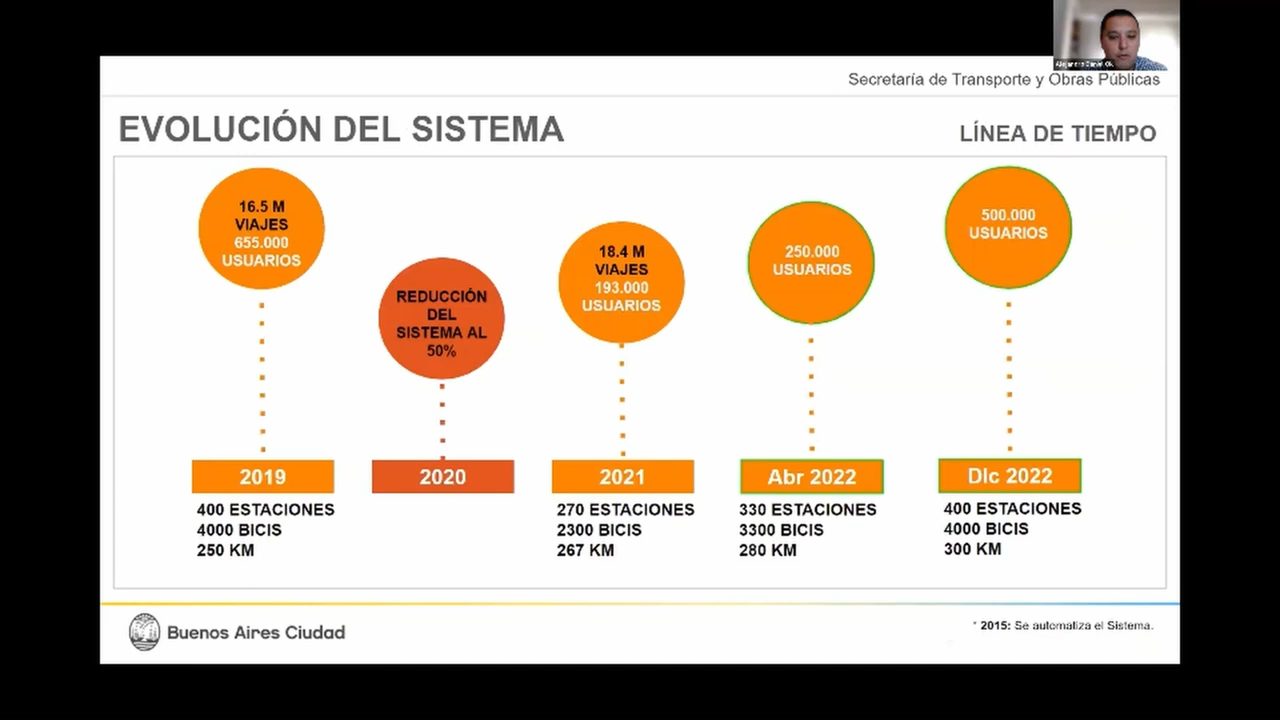 Secretaría de Transporte y Obras Públicas
EVOLUCIÓN DEL SISTEMA
LÍNEA DE TIEMPO
16.5 M
VIAJES
655.000
USUARIOS
REDUCCIÓN
DEL
SISTEMA AL
50%
18.4 M
VIAJES
193.000
USUARIOS
250.000
USUARIOS
500.000
USUARIOS
2019
400 ESTACIONES
4000 BICIS
250 KM
2020
2021
270 ESTACIONES
2300 BICIS
267 KM
Abr 2022
330 ESTACIONES
3300 BICIS
280 KM
DIc 2022
400 ESTACIONES
4000 BICIS
300 KM
Buenos Aires Ciudad
* 2015: Se automatiza el Sistema.